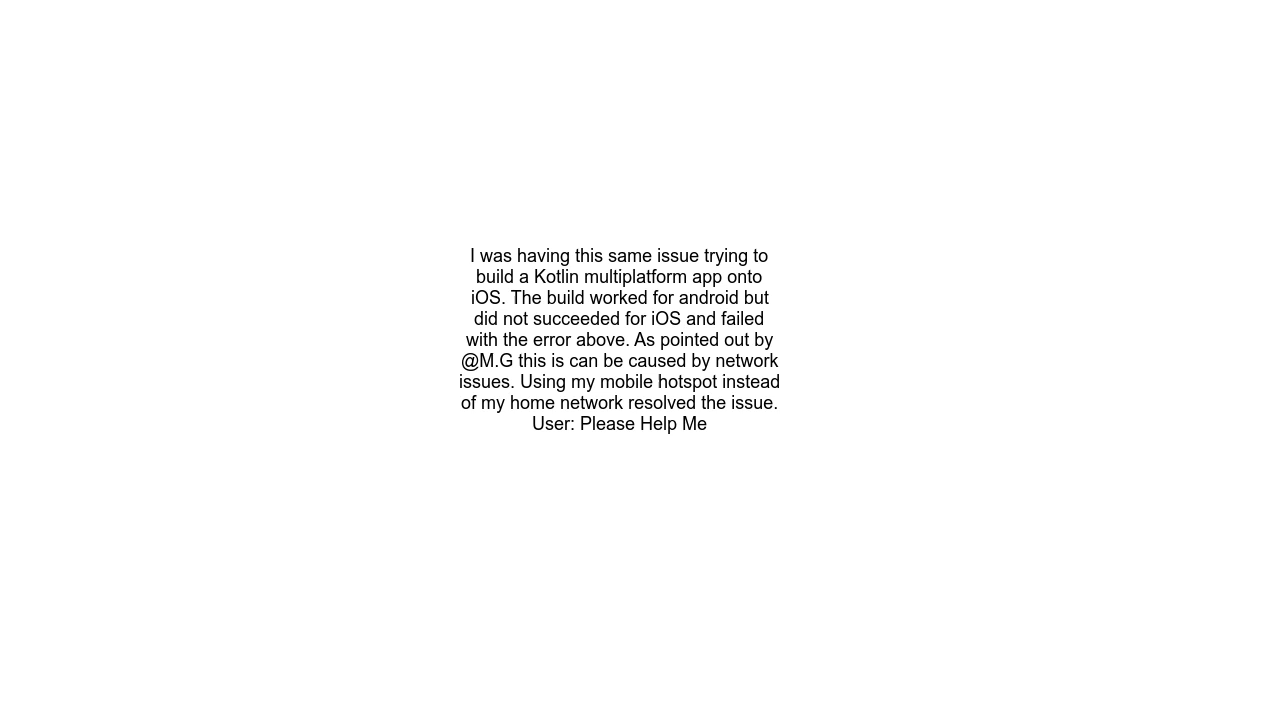 I was having this same issue trying to
build a Kotlin multiplatform app onto
iOS. The build worked for android but
did not succeeded for iOS and failed
with the error above. As pointed out by
@M.G this is can be caused by network
issues. Using my mobile hotspot instead
of my home network resolved the issue.
User: Please Help Me